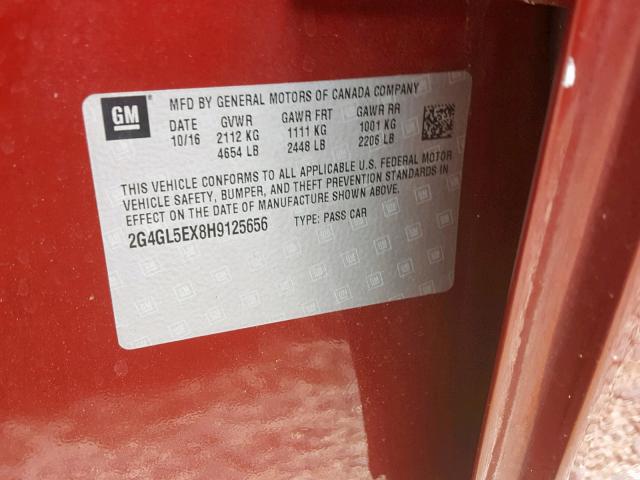 GM
MFD BY GENERAL MOTORS OF CANADA COMPANY
DATE GVWR GAWR FRT GAWR RR
10/16 2112 KG 1111 KG 1001 KG
4654 LB 2448 LB 2206 LB
THIS VEHICLE CONFORMS TO ALL APPLICABLE U.S. FEDERAL MOTOR
VEHICLE SAFETY, BUMPER, AND THEFT PREVENTION STANDARDS IN
EFFECT ON THE DATE OF MANUFACTURE SHOWN ABOVE.
2G4GL5EX8H9125656 TYPE: PASS CAR